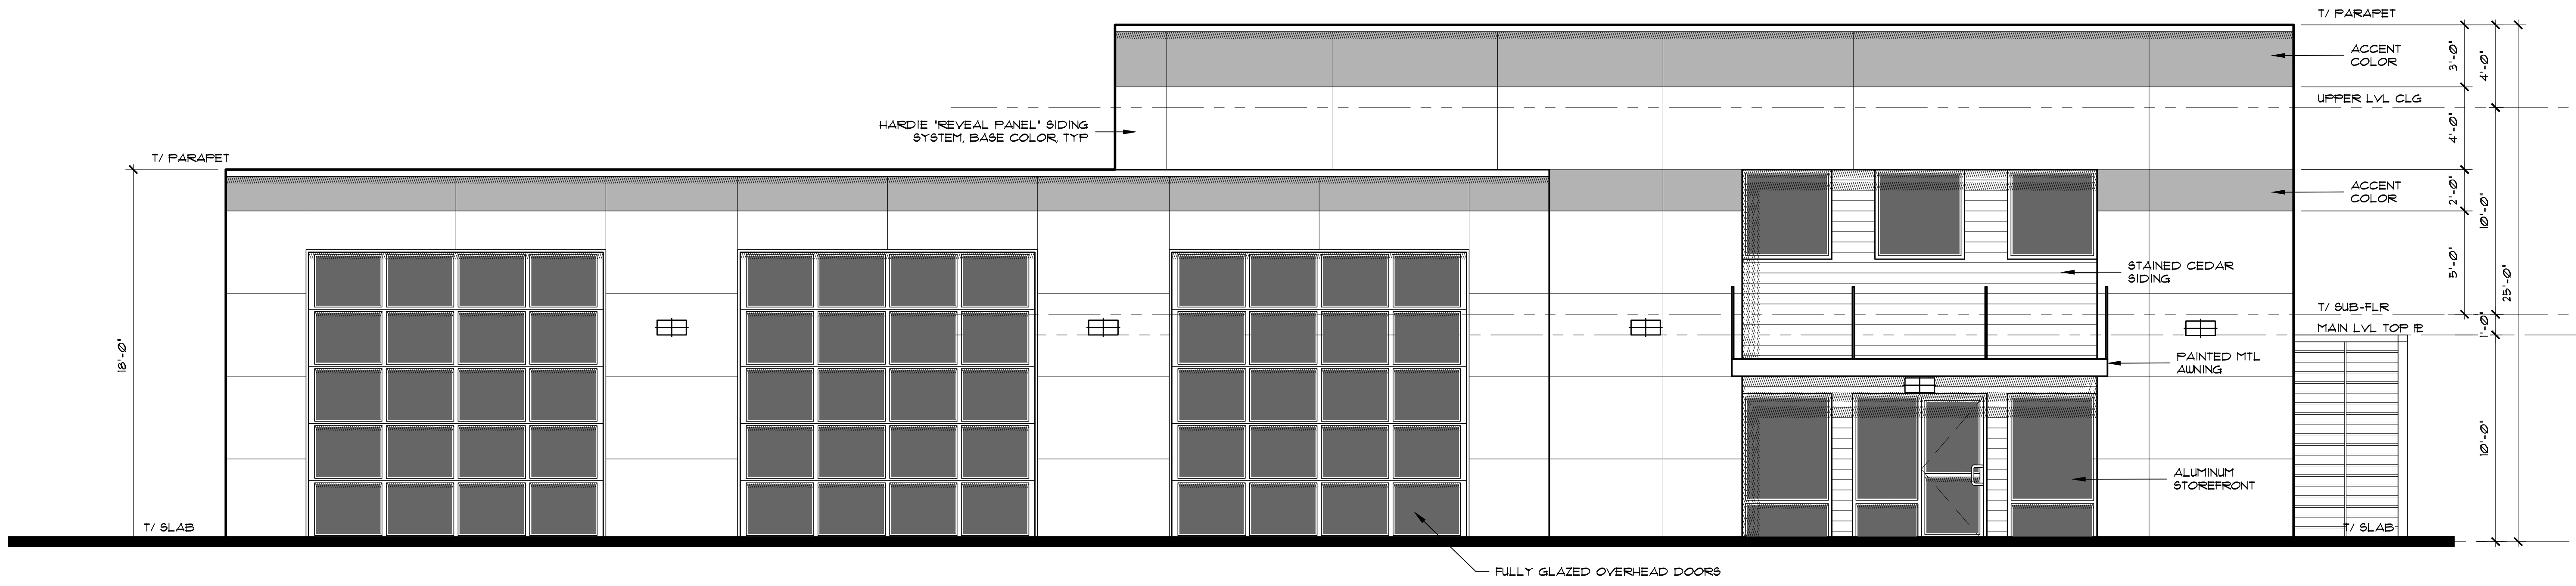 T/ PARAPET
ACCENT
COLOR
3'-0"
4'-0"
UPPER LVL CLG
HARDIE "REVEAL PANEL" SIDING
SYSTEM, BASE COLOR, TYP
4'-0"
T/ PARAPET
ACCENT
COLOR
2'-0"
10'-0"
STAINED CEDAR
SIDING
5'-0"
25'-0"
T/ SUB-FLR
MAIN LVL TOP PL
1'-0"
18'-0"
PAINTED MTL
AWNING
10'-0"
ALUMINUM
STOREFRONT
T/ SLAB
T/ SLAB
FULLY GLAZED OVERHEAD DOORS